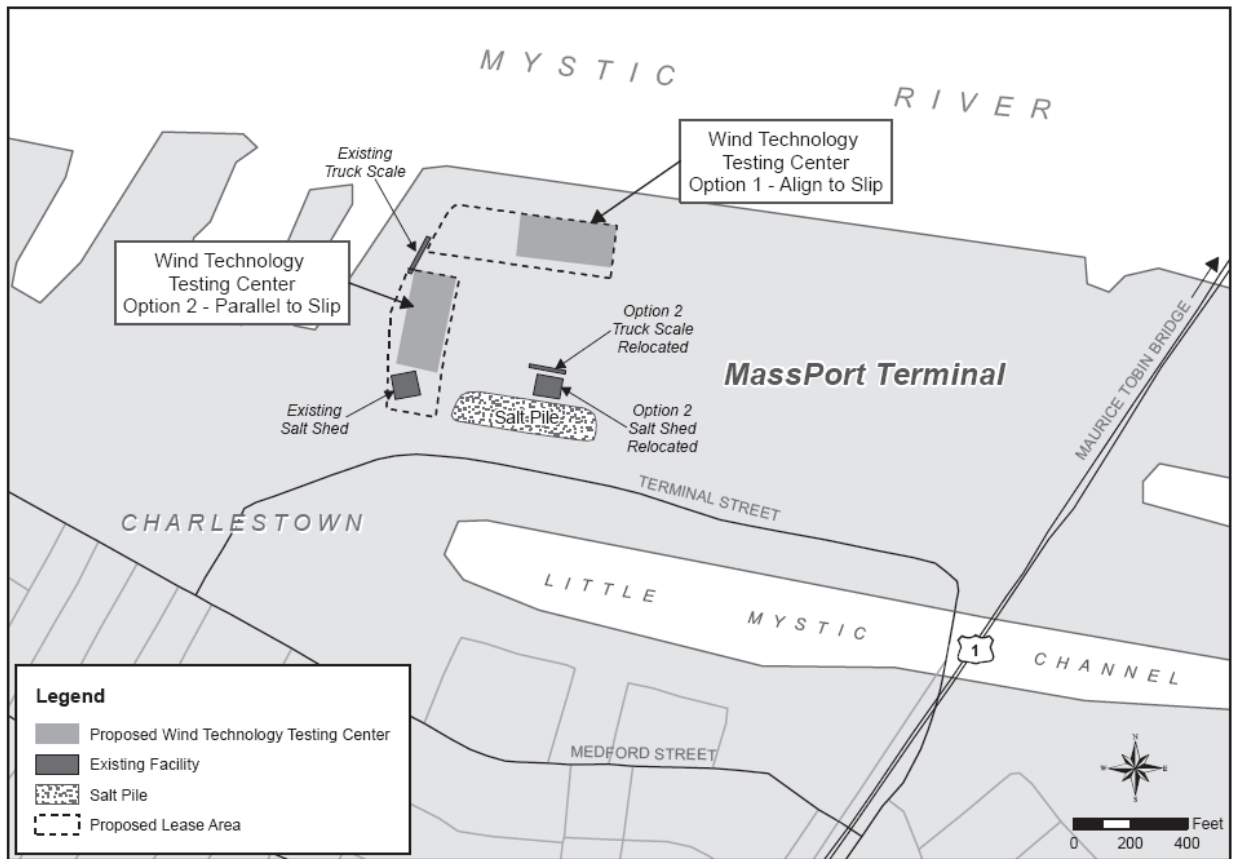 MYSTIC RIVER
Existing
Truck Scale
Wind Technology
Testing Center
Option 1 - Align to Slip
Wind Technology
Testing Center
Option 2 - Parallel to Slip
Option 2
Truck Scale
Relocated
MassPort Terminal
MAURICE TOBIN BRIDGE
Existing
Salt Shed
Salt Pile
Option 2
Salt Shed
Relocated
TERMINAL STREET
CHARLESTOWN
LITTLE MYSTIC CHANNEL
1
MEDFORD STREET
Legend
Proposed Wind Technology Testing Center
Existing Facility
Salt Pile
Proposed Lease Area
N
W
E
S
Feet
0 200 400